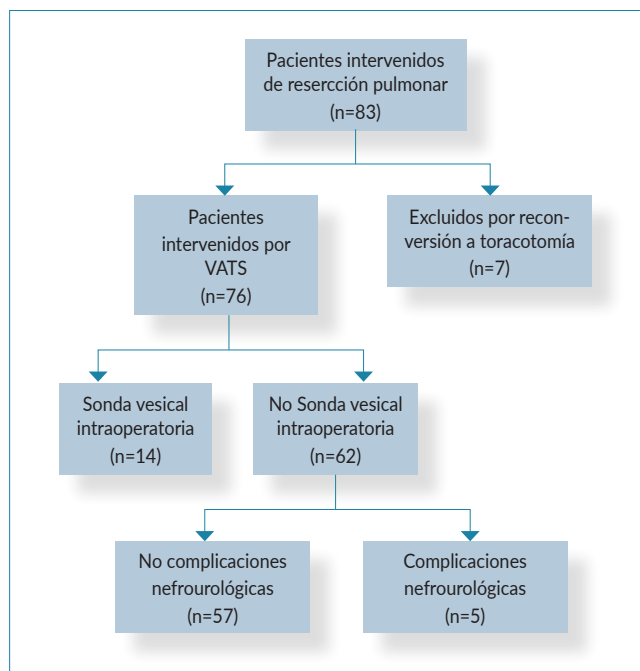 Pacientes intervenidos
de resercción pulmonar
(n=83)
Pacientes
intervenidos por
VATS
(n=76)
Excluidos por recon-
versión a toracotomía
(n=7)
Sonda vesical
intraoperatoria
(n=14)
No Sonda vesical
intraoperatoria
(n=62)
No complicaciones
nefrourológicas
(n=57)
Complicaciones
nefrourológicas
(n=5)